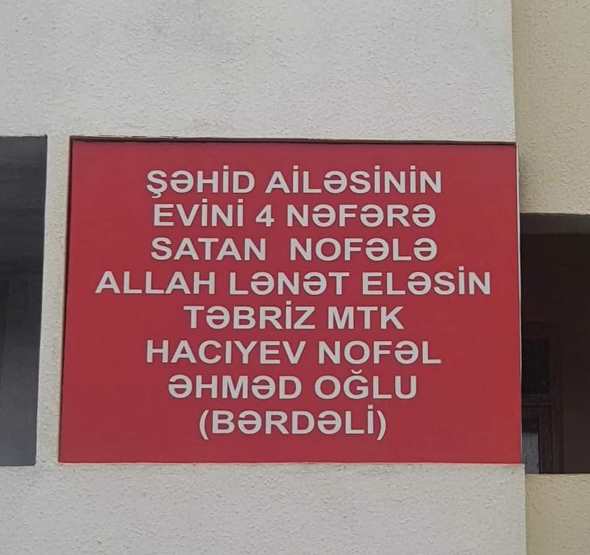 ŞƏHİD AİLƏSİNİN
EVİNİ 4 NƏFƏRƏ
SATAN NOFƏLƏ
ALLAH LƏNƏT ELƏSİN
TƏBRİZ MTK
HACIYEV NOFƏL
ƏHMƏD OĞLU
(BƏRDƏLİ)